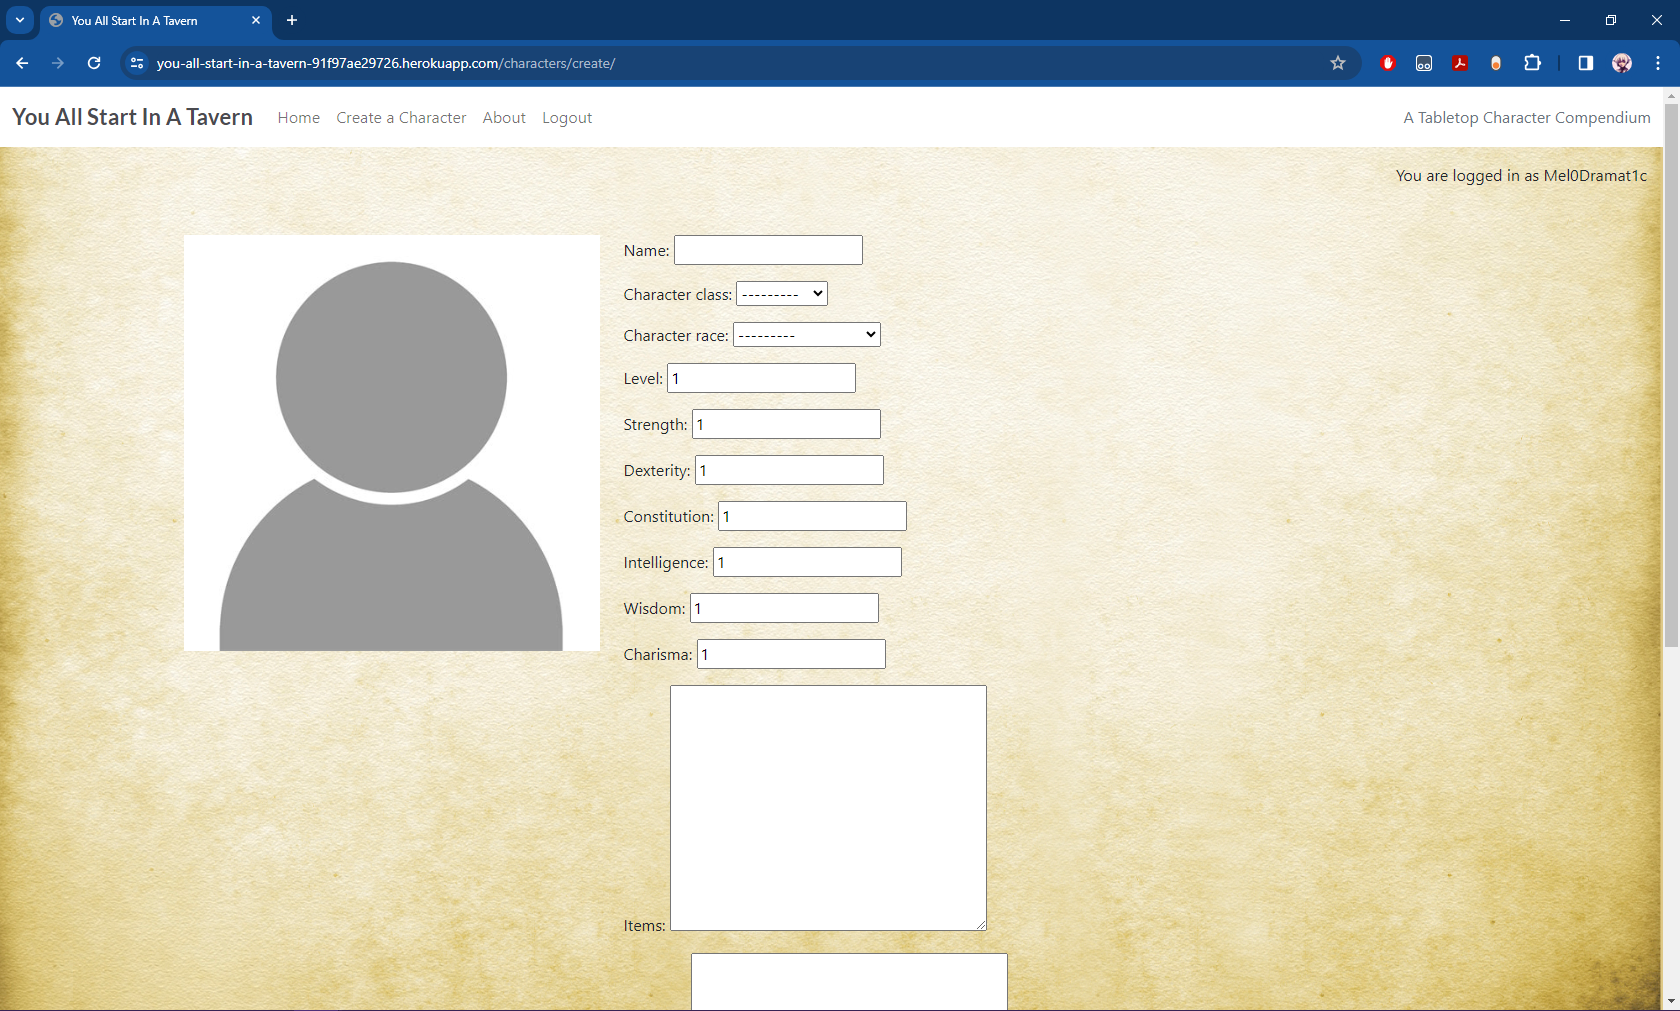 You All Start In A Tavern
you-all-start-in-a-tavern-91f97ae29726.herokuapp.com/characters/create/
You All Start In A Tavern Home Create a Character About Logout A Tabletop Character Compendium
You are logged in as Mel0Dramat1c
Name:
Character class: ---------
Character race: ---------
Level: 1
Strength: 1
Dexterity: 1
Constitution: 1
Intelligence: 1
Wisdom: 1
Charisma: 1
Items: